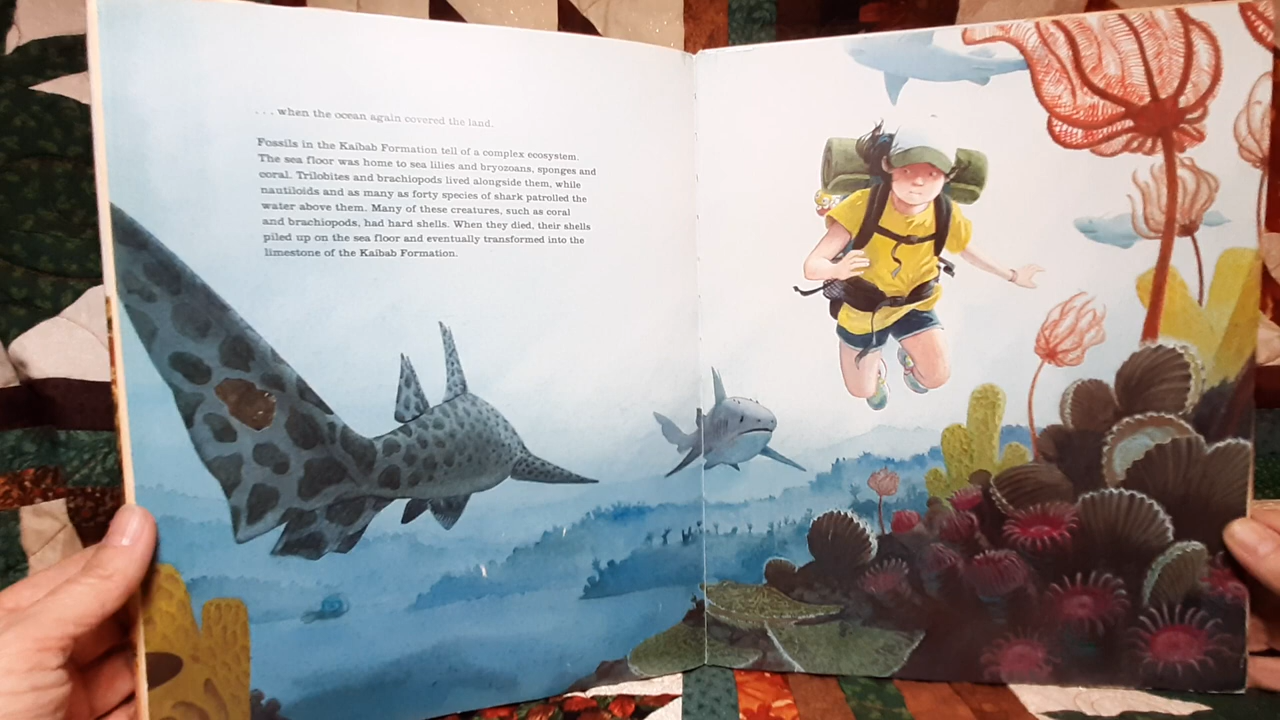 . . . when the ocean again covered the land.
Fossils in the Kaibab Formation tell of a complex ecosystem.
The sea floor was home to sea lilies and bryozoans, sponges and
coral. Trilobites and brachiopods lived alongside them, while
nautiloids and as many as forty species of shark patrolled the
water above them. Many of these creatures, such as coral
and brachiopods, had hard shells. When they died, their shells
piled up on the sea floor and eventually transformed into the
limestone of the Kaibab Formation.